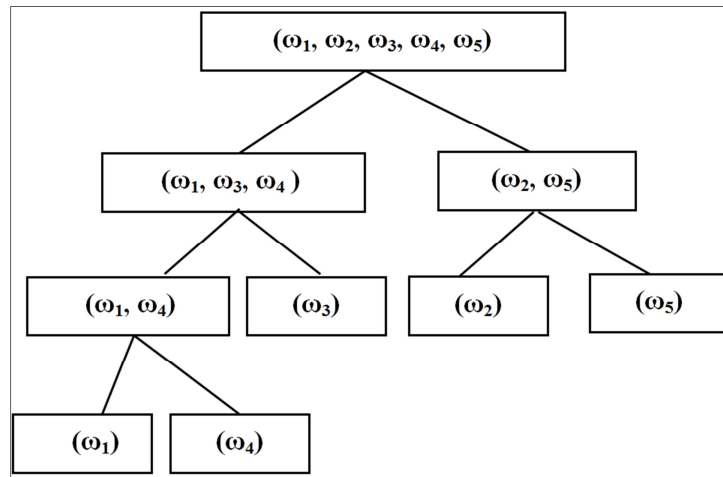 (ω₁, ω₂, ω₃, ω₄, ω₅)
(ω₁, ω₃, ω₄ )
(ω₂, ω₅)
(ω₁, ω₄)
(ω₃)
(ω₂)
(ω₅)
(ω₁)
(ω₄)